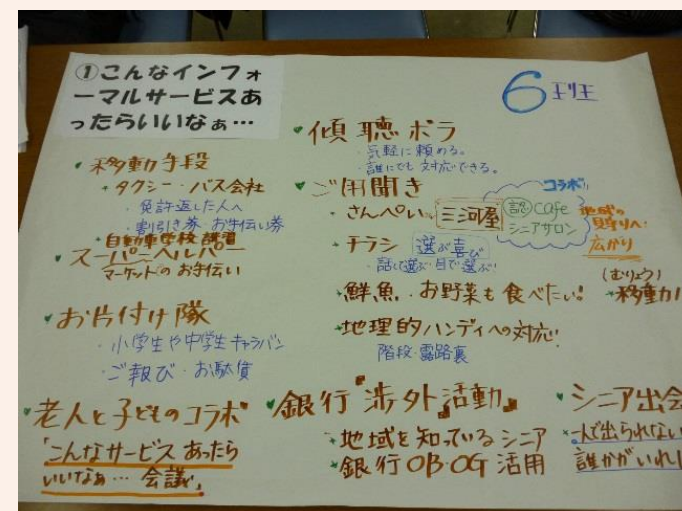 ①こんなインフォ
ーマルサービスあ
ったらいいなぁ…
6班
・移動手段
・タクシー・バス会社
・免許返した人へ
・割引き券・お手伝い券
・自動車学校 講習
・スーパーヘルパー
マーケットのお手伝い
・お片付け隊
・小学生や中学生キャラバン
・ご褒び・お駄賃
・老人と子どものコラボ
「こんなサービスあったら
いいなぁ… 会議」
・傾聴ボラ
・気軽に頼める。
・誰にでも対応できる。
・ご用聞き
・さんぺい 三河屋
コラボ
認cafe
シニアサロン
地域の
見守りへ
広がり
・チラシ 選ぶ喜び
・話して選ぶ・目で選ぶ!
・鮮魚・お野菜も食べたい!
(むりょう)
・移動カ
・地理的ハンディへの対応!
階段・露路裏
・銀行『渉外活動』
・地域を知っているシニア
・銀行OB・OG活用
・シニア出会
・一人で出られない
誰かがいれば